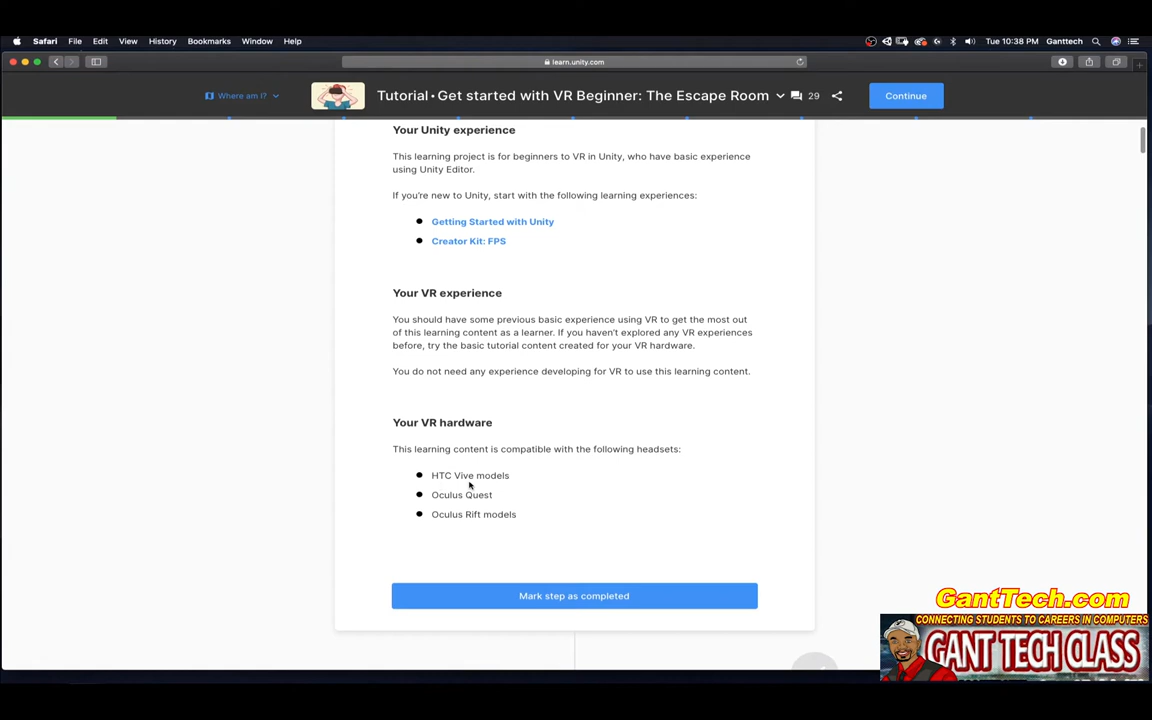 Safari File Edit View History Bookmarks Window Help Tue 10:38 PM Ganttech
learn.unity.com
Where am I?
Tutorial • Get started with VR Beginner: The Escape Room
29
Continue
Your Unity experience
This learning project is for beginners to VR in Unity, who have basic experience
using Unity Editor.
If you're new to Unity, start with the following learning experiences:
Getting Started with Unity
Creator Kit: FPS
Your VR experience
You should have some previous basic experience using VR to get the most out
of this learning content as a learner. If you haven't explored any VR experiences
before, try the basic tutorial content created for your VR hardware.
You do not need any experience developing for VR to use this learning content.
Your VR hardware
This learning content is compatible with the following headsets:
HTC Vive models
Oculus Quest
Oculus Rift models
Mark step as completed
GantTech.com
CONNECTING STUDENTS TO CAREERS IN COMPUTERS
GANT TECH CLASS